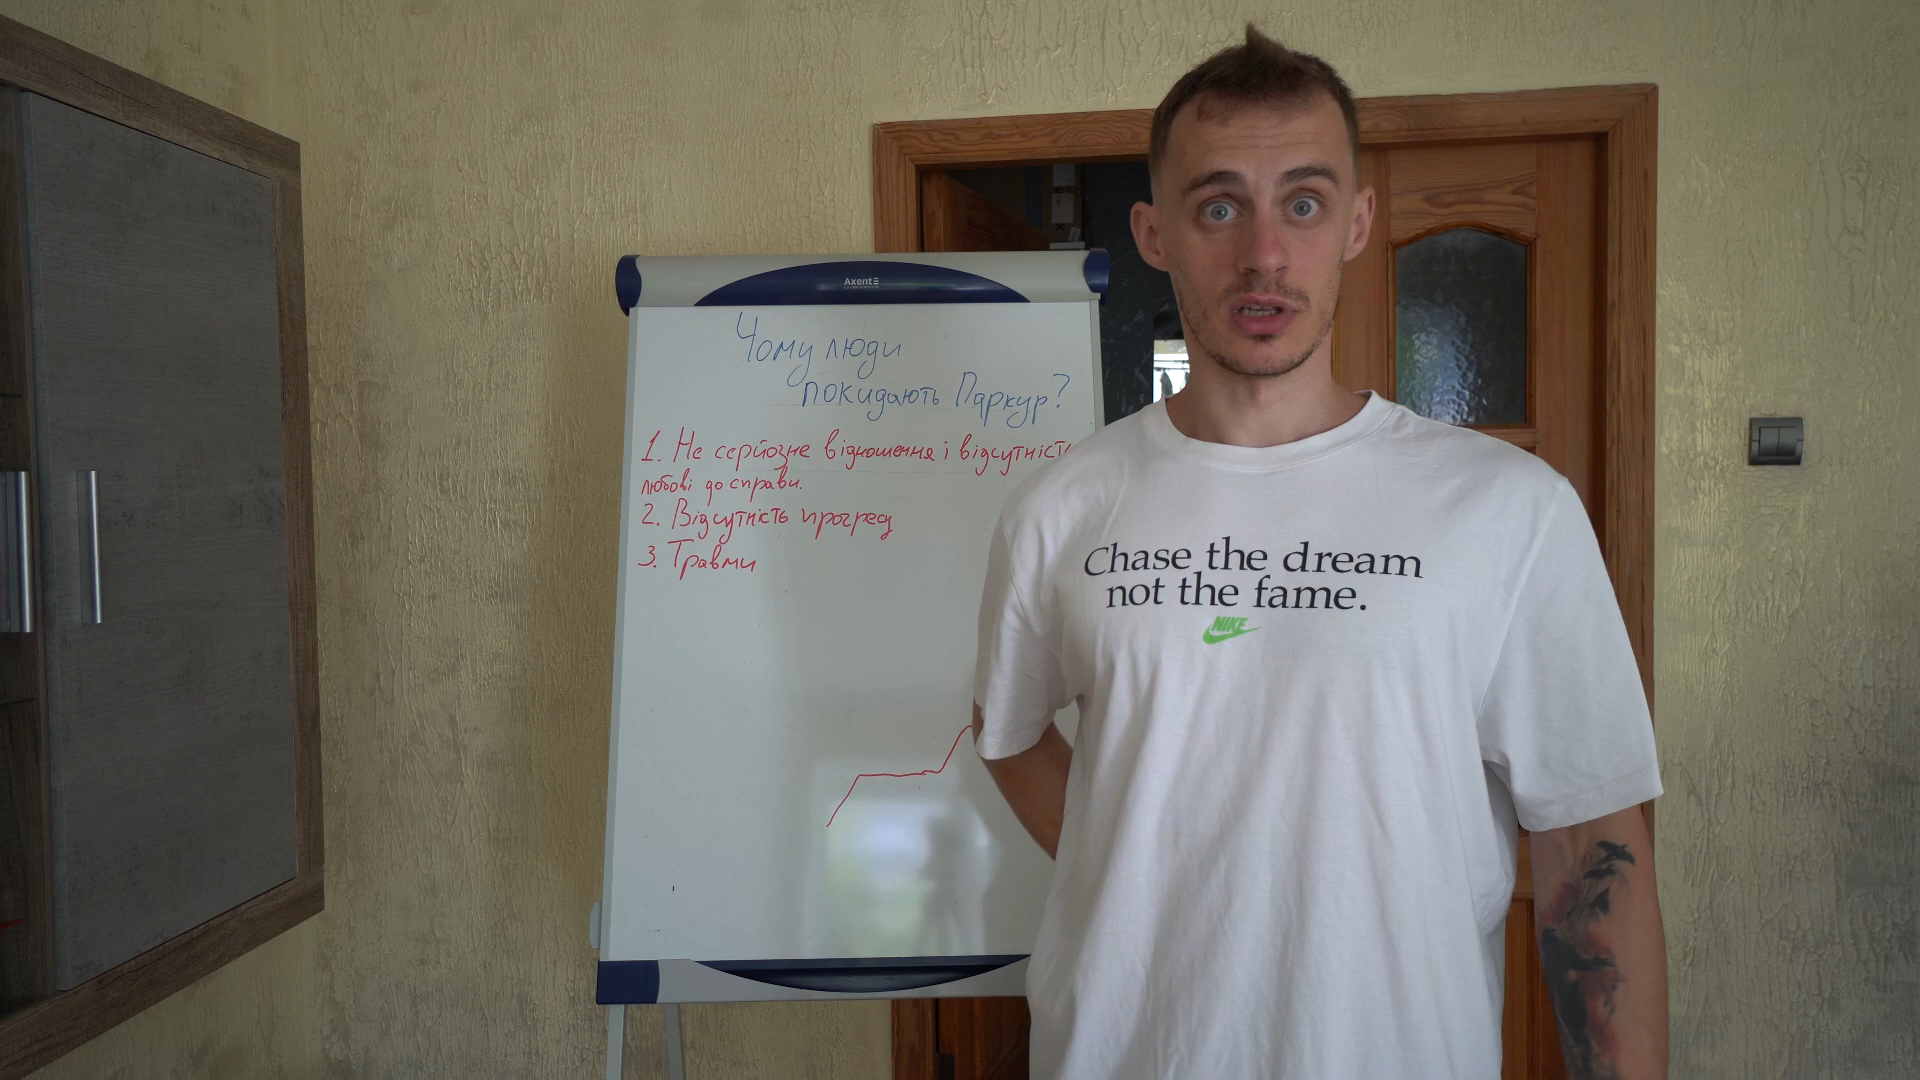 Axent
Чому люди
покидають Паркур?
1. Не серйозне відношення і відсутність
любові до справи.
2. Відсутність прогресу
3. Травми
Chase the dream
not the fame.
NIKE